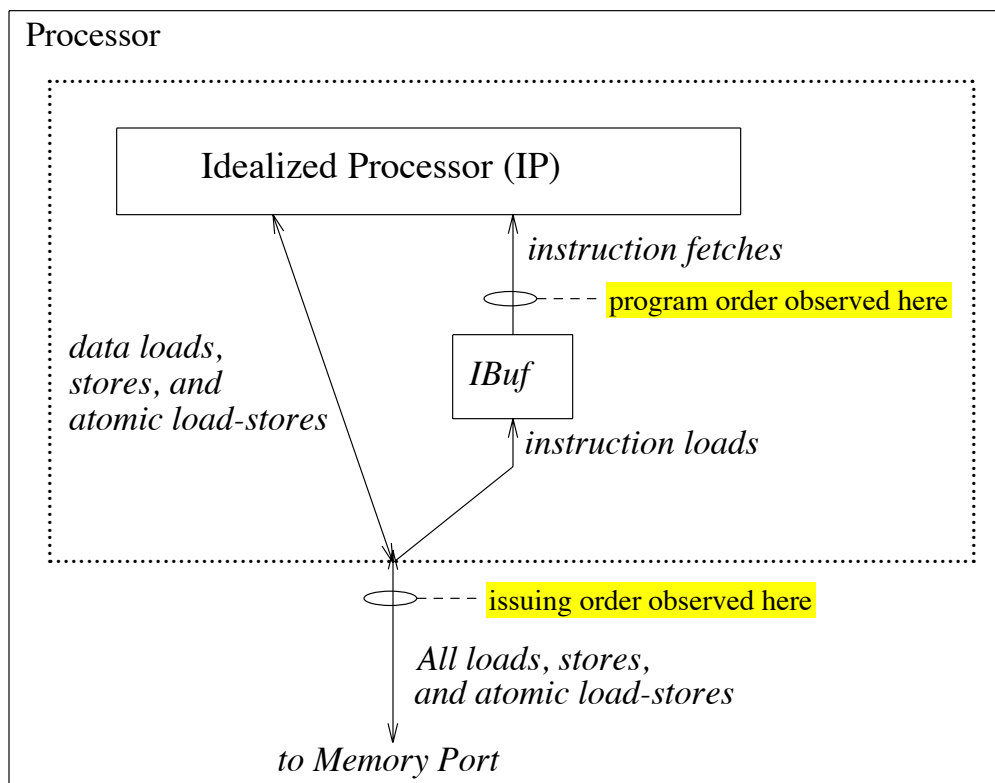 Processor
Idealized Processor (IP)
instruction fetches
program order observed here
data loads,
stores, and
atomic load-stores
IBuf
instruction loads
issuing order observed here
All loads, stores,
and atomic load-stores
to Memory Port